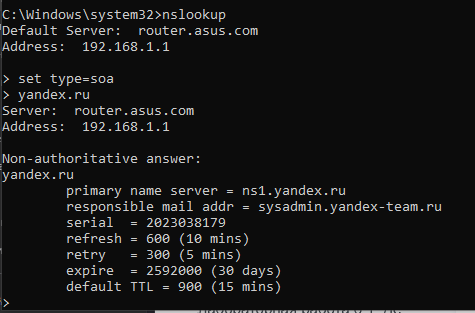 C:\Windows\system32>nslookup
Default Server:  router.asus.com
Address:  192.168.1.1

> set type=soa
> yandex.ru
Server:  router.asus.com
Address:  192.168.1.1

Non-authoritative answer:
yandex.ru
        primary name server = ns1.yandex.ru
        responsible mail addr = sysadmin.yandex-team.ru
        serial  = 2023038179
        refresh = 600 (10 mins)
        retry   = 300 (5 mins)
        expire  = 2592000 (30 days)
        default TTL = 900 (15 mins)
>